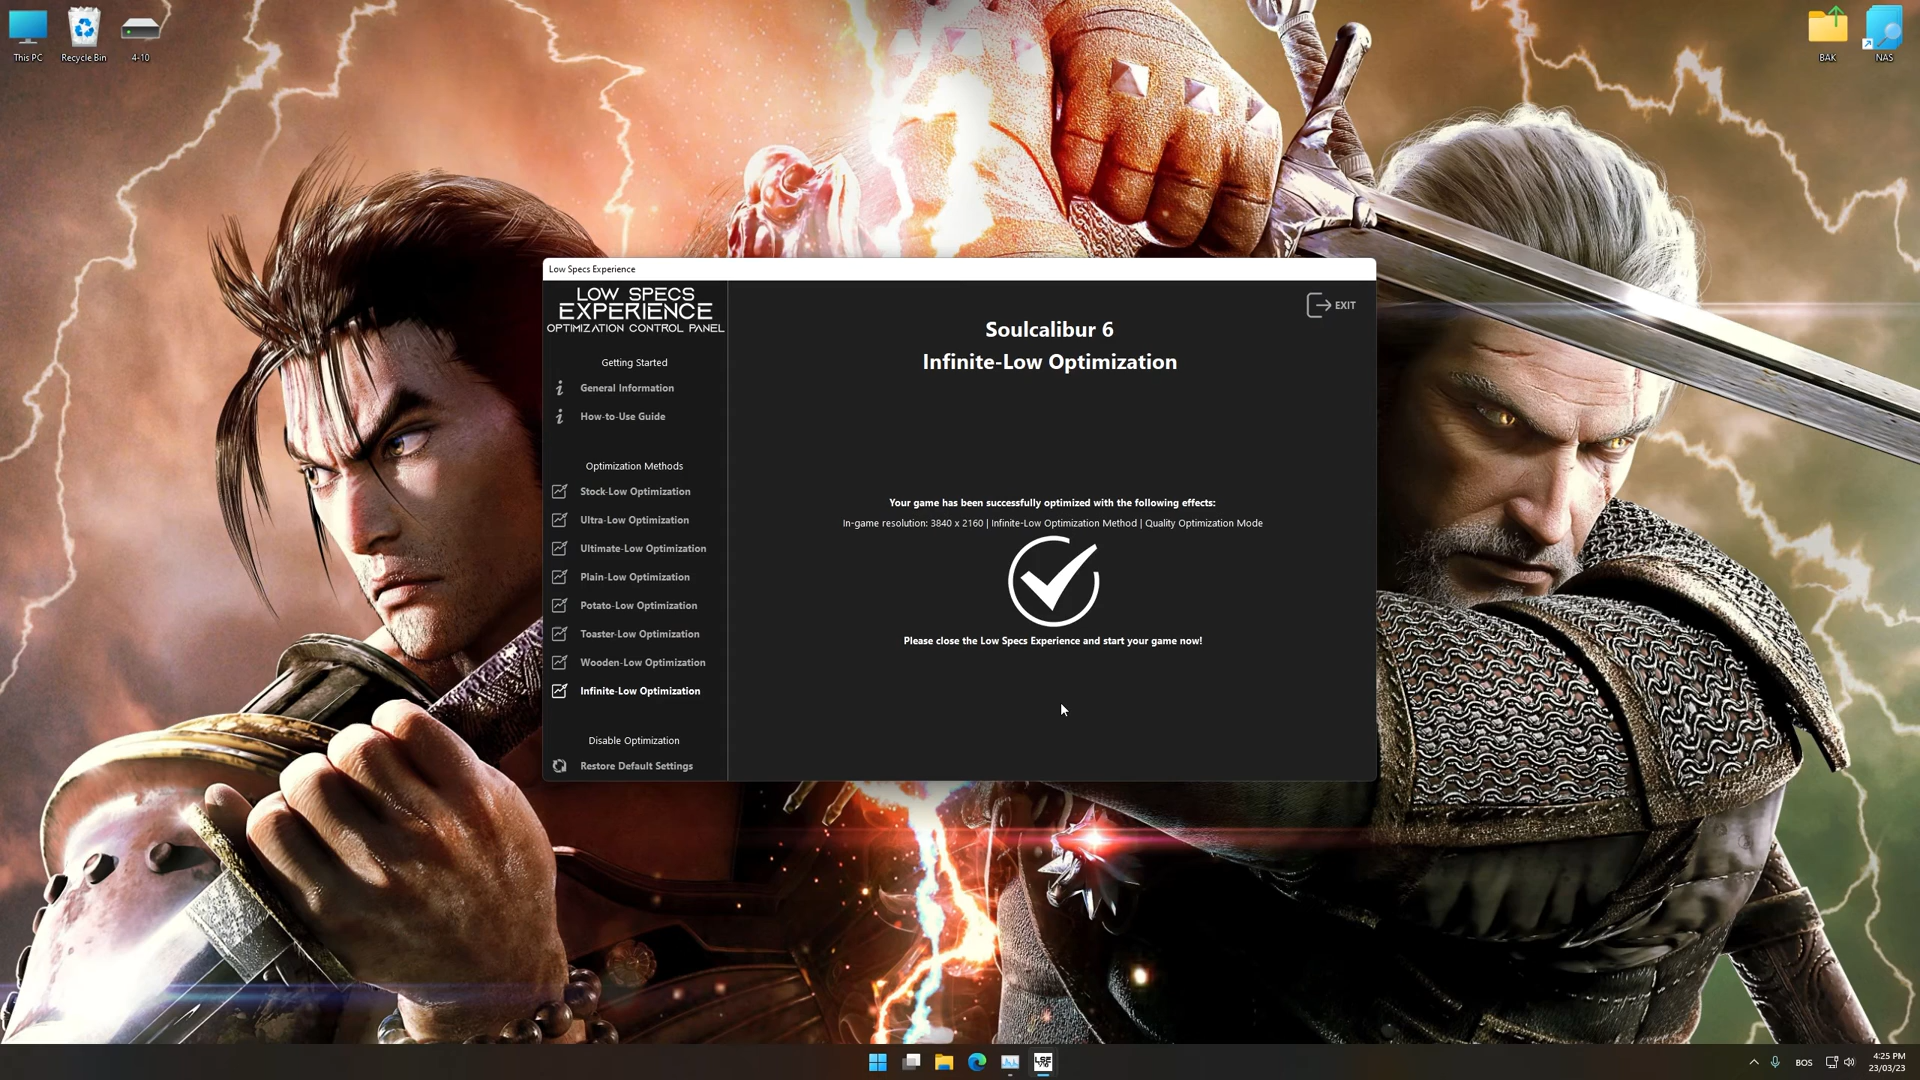 This PC
Recycle Bin
4-10
BAK
NAS
Low Specs Experience
LOW SPECS
EXPERIENCE
OPTIMIZATION CONTROL PANEL
Getting Started
General Information
How-to-Use Guide
Optimization Methods
Stock-Low Optimization
Ultra-Low Optimization
Ultimate-Low Optimization
Plain-Low Optimization
Potato-Low Optimization
Toaster-Low Optimization
Wooden-Low Optimization
Infinite-Low Optimization
Disable Optimization
Restore Default Settings
EXIT
Soulcalibur 6
Infinite-Low Optimization
Your game has been successfully optimized with the following effects:
In-game resolution: 3840 x 2160 | Infinite-Low Optimization Method | Quality Optimization Mode
Please close the Low Specs Experience and start your game now!
LSE
BOS
4:25 PM
23/03/23